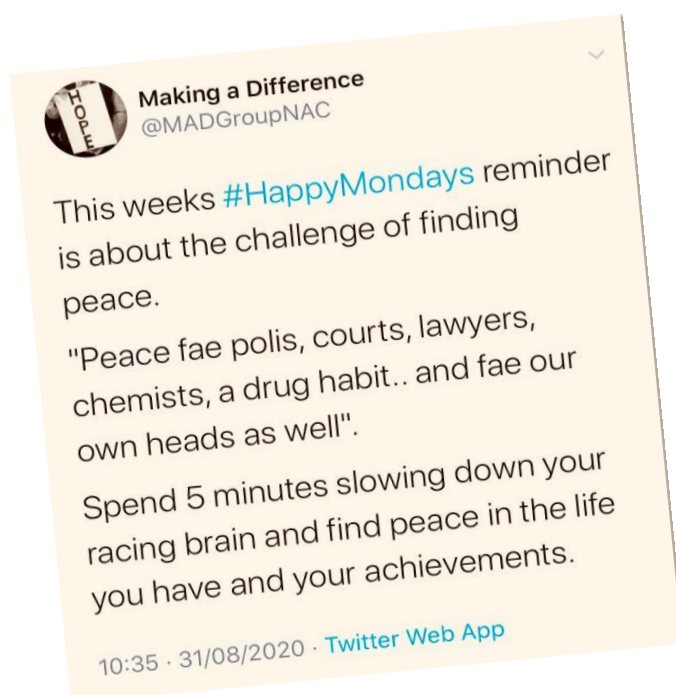 HOPE
Making a Difference
@MADGroupNAC
This weeks #HappyMondays reminder
is about the challenge of finding
peace.
"Peace fae polis, courts, lawyers,
chemists, a drug habit.. and fae our
own heads as well".
Spend 5 minutes slowing down your
racing brain and find peace in the life
you have and your achievements.
10:35 · 31/08/2020 · Twitter Web App